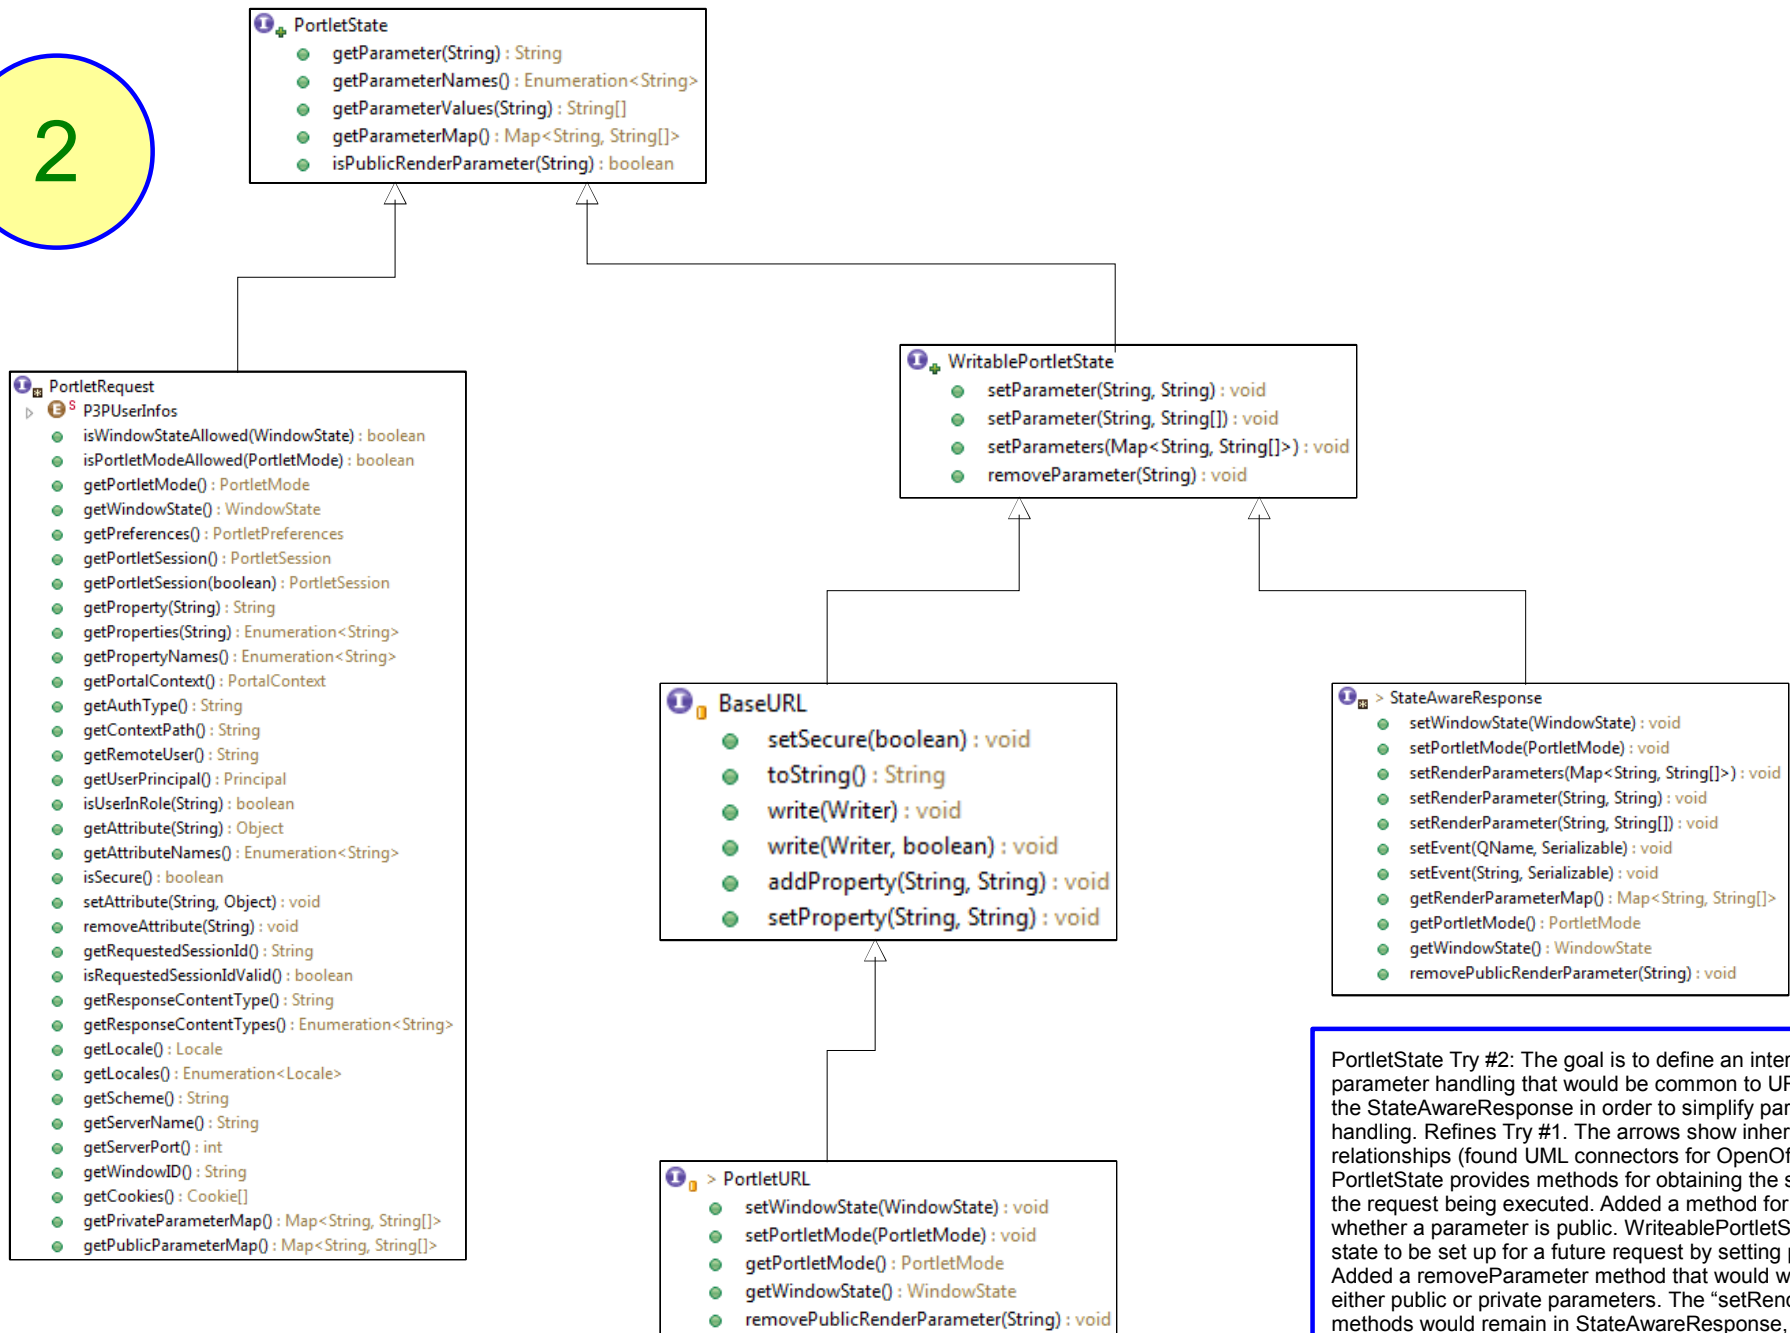 2
PortletState
getParameter(String) : String
getParameterNames() : Enumeration<String>
getParameterValues(String) : String[]
getParameterMap() : Map<String, String[]>
isPublicRenderParameter(String) : boolean
PortletRequest
P3PUserInfos
isWindowStateAllowed(WindowState) : boolean
isPortletModeAllowed(PortletMode) : boolean
getPortletMode() : PortletMode
getWindowState() : WindowState
getPreferences() : PortletPreferences
getPortletSession() : PortletSession
getPortletSession(boolean) : PortletSession
getProperty(String) : String
getProperties(String) : Enumeration<String>
getPropertyNames() : Enumeration<String>
getPortalContext() : PortalContext
getAuthType() : String
getContextPath() : String
getRemoteUser() : String
getUserPrincipal() : Principal
isUserInRole(String) : boolean
getAttribute(String) : Object
getAttributeNames() : Enumeration<String>
isSecure() : boolean
setAttribute(String, Object) : void
removeAttribute(String) : void
getRequestedSessionId() : String
isRequestedSessionIdValid() : boolean
getResponseContentType() : String
getResponseContentTypes() : Enumeration<String>
getLocale() : Locale
getLocales() : Enumeration<Locale>
getScheme() : String
getServerName() : String
getServerPort() : int
getWindowID() : String
getCookies() : Cookie[]
getPrivateParameterMap() : Map<String, String[]>
getPublicParameterMap() : Map<String, String[]>
WritablePortletState
setParameter(String, String) : void
setParameter(String, String[]) : void
setParameters(Map<String, String[]>) : void
removeParameter(String) : void
BaseURL
setSecure(boolean) : void
toString() : String
write(Writer) : void
write(Writer, boolean) : void
addProperty(String, String) : void
setProperty(String, String) : void
> StateAwareResponse
setWindowState(WindowState) : void
setPortletMode(PortletMode) : void
setRenderParameters(Map<String, String[]>) : void
setRenderParameter(String, String) : void
setRenderParameter(String, String[]) : void
setEvent(QName, Serializable) : void
setEvent(String, Serializable) : void
getRenderParameterMap() : Map<String, String[]>
getPortletMode() : PortletMode
getWindowState() : WindowState
removePublicRenderParameter(String) : void
> PortletURL
setWindowState(WindowState) : void
setPortletMode(PortletMode) : void
getPortletMode() : PortletMode
getWindowState() : WindowState
removePublicRenderParameter(String) : void
PortletState Try #2: The goal is to define an
parameter handling that would be common to
the StateAwareResponse in order to simplify
handling. Refines Try #1. The arrows show
relationships (found UML connectors for
PortletState provides methods for obtaining the
the request being executed. Added a method for
whether a parameter is public.
state to be set up for a future request by setting
Added a removeParameter method that would
either public or private parameters. The
methods would remain in StateAwareResponse,